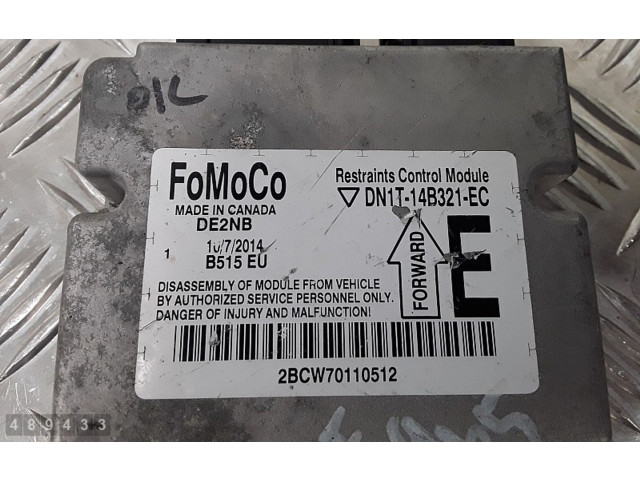 OIL
FoMoCo
MADE IN CANADA
DE2NB
10/7/2014
1
B515 EU
Restraints Control Module
DN1T-14B321-EC
FORWARD
E
DISASSEMBLY OF MODULE FROM VEHICLE
BY AUTHORIZED SERVICE PERSONNEL ONLY.
DANGER OF INJURY AND MALFUNCTION!
2BCW70110512
489433